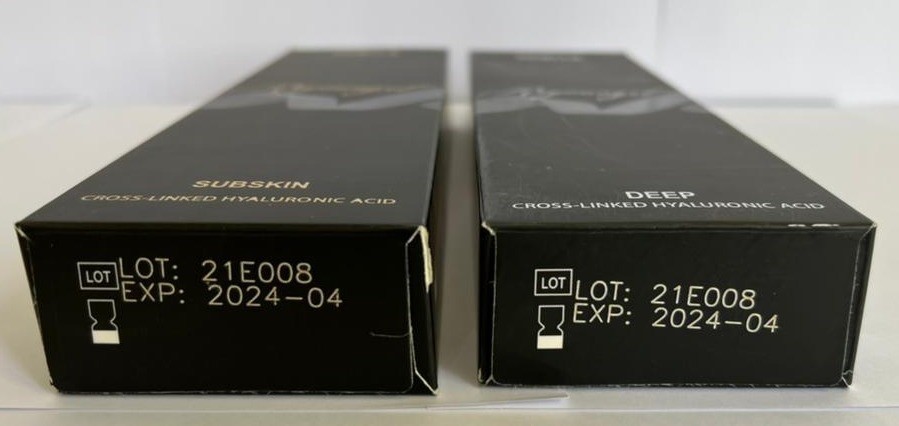 SUBSKIN
CROSS-LINKED HYALURONIC ACID
LOT LOT: 21E008
EXP: 2024-04
DEEP
CROSS-LINKED HYALURONIC ACID
LOT LOT: 21E008
EXP: 2024-04